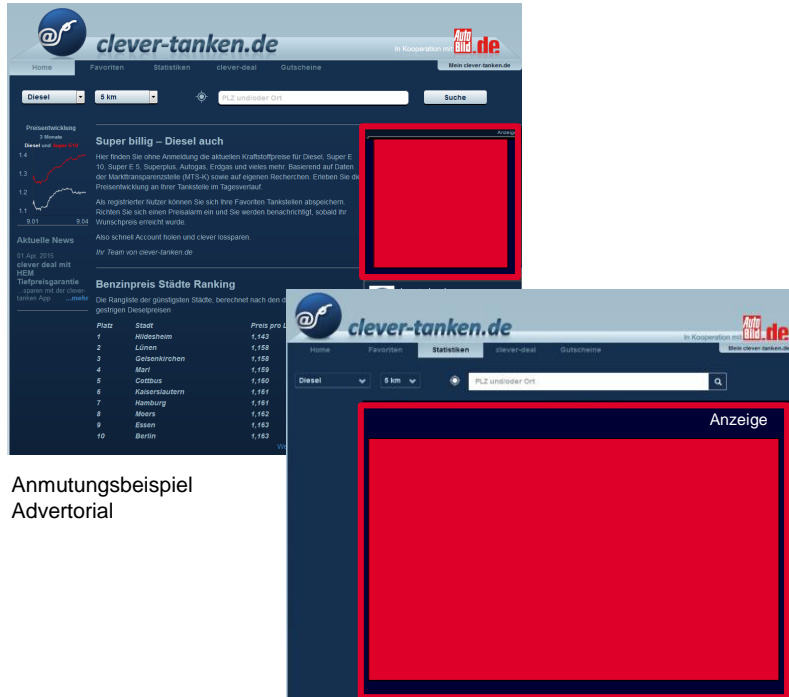 clever-tanken.de
In Kooperation mit Auto Bild.de
Home Favoriten Statistiken clever-deal Gutscheine Mein clever-tanken.de
Diesel 5 km PLZ und/oder Ort Suche
Preisentwicklung
3 Monate
Diesel und Super E10
1.4
1.3
1.2
1.1
9.01 9.04
Aktuelle News
01 Apr. 2015
clever deal mit
HEM
Tiefpreisgarantie
...sparen mit der clever-
tanken App ...mehr
Super billig – Diesel auch
Hier finden Sie ohne Anmeldung die aktuellen Kraftstoffpreise für Diesel, Super E
10, Super E 5, Superplus, Autogas, Erdgas und vieles mehr. Basierend auf Daten
der Markttransparenzstelle (MTS-K) sowie auf eigenen Recherchen. Erleben Sie die
Preisentwicklung an Ihrer Tankstelle im Tagesverlauf.
Als registrierter Nutzer können Sie sich Ihre Favoriten Tankstellen abspeichern.
Richten Sie sich einen Preisalarm ein und Sie werden benachrichtigt, sobald Ihr
Wunschpreis erreicht wurde.
Also schnell Account holen und clever lossparen.
Ihr Team von clever-tanken.de
Anzeige
Benzinpreis Städte Ranking
Die Rangliste der günstigsten Städte, berechnet nach den d
gestrigen Dieselpreisen
Platz Stadt Preis pro L
1 Hildesheim 1,143
2 Lünen 1,158
3 Gelsenkirchen 1,158
4 Marl 1,159
5 Cottbus 1,160
6 Kaiserslautern 1,161
7 Hamburg 1,161
8 Moers 1,162
9 Essen 1,163
10 Berlin 1,163
We
clever-tanken.de
In Kooperation mit Auto Bild.de
Home Favoriten Statistiken clever-deal Gutscheine Mein clever-tanken.de
Diesel 5 km PLZ und/oder Ort
Anzeige
Anmutungsbeispiel
Advertorial